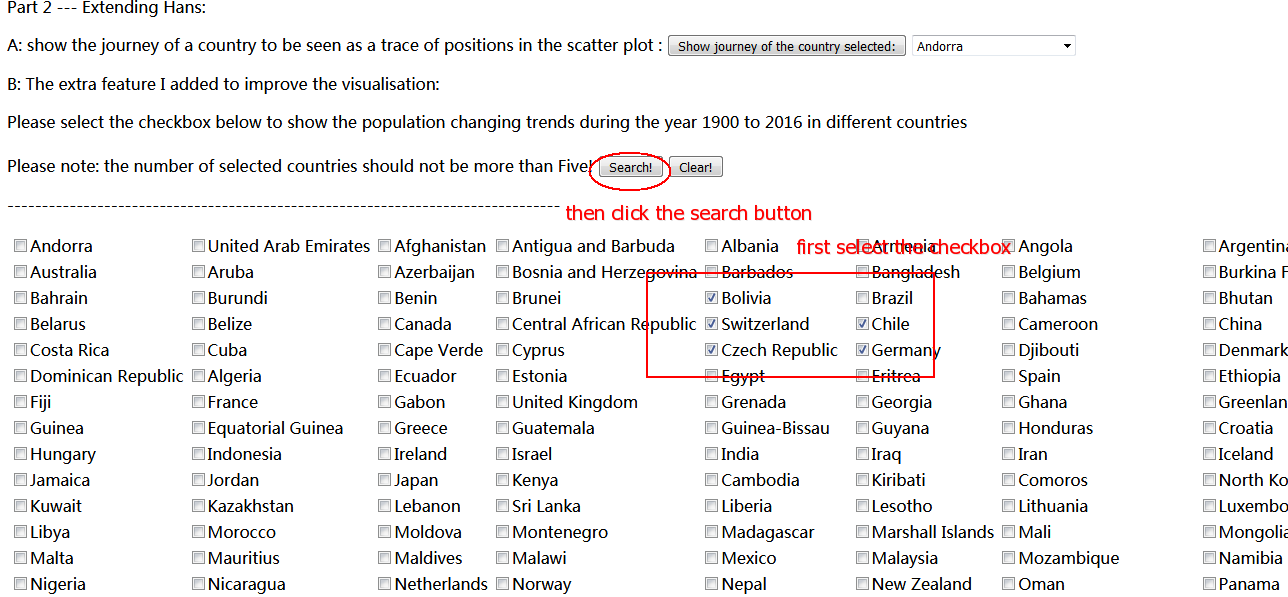 Part 2 --- Extending Hans:
A: show the journey of a country to be seen as a trace of positions in the scatter plot : Show journey of the country selected: Andorra
B: The extra feature I added to improve the visualisation:
Please select the checkbox below to show the population changing trends during the year 1900 to 2016 in different countries
Please note: the number of selected countries should not be more than Five! Search! Clear!
--------------------------------------------------------------------------------
then click the search button
first select the checkbox
Andorra United Arab Emirates Afghanistan Antigua and Barbuda Albania Armenia Angola Argentina
Australia Aruba Azerbaijan Bosnia and Herzegovina Barbados Bangladesh Belgium Burkina F
Bahrain Burundi Benin Brunei Bolivia Brazil Bahamas Bhutan
Belarus Belize Canada Central African Republic Switzerland Chile Cameroon China
Costa Rica Cuba Cape Verde Cyprus Czech Republic Germany Djibouti Denmark
Dominican Republic Algeria Ecuador Estonia Egypt Eritrea Spain Ethiopia
Fiji France Gabon United Kingdom Grenada Georgia Ghana Greenlan
Guinea Equatorial Guinea Greece Guatemala Guinea-Bissau Guyana Honduras Croatia
Hungary Indonesia Ireland Israel India Iraq Iran Iceland
Jamaica Jordan Japan Kenya Cambodia Kiribati Comoros North Ko
Kuwait Kazakhstan Lebanon Sri Lanka Liberia Lesotho Lithuania Luxembo
Libya Morocco Moldova Montenegro Madagascar Marshall Islands Mali Mongolia
Malta Mauritius Maldives Malawi Mexico Malaysia Mozambique Namibia
Nigeria Nicaragua Netherlands Norway Nepal New Zealand Oman Panama